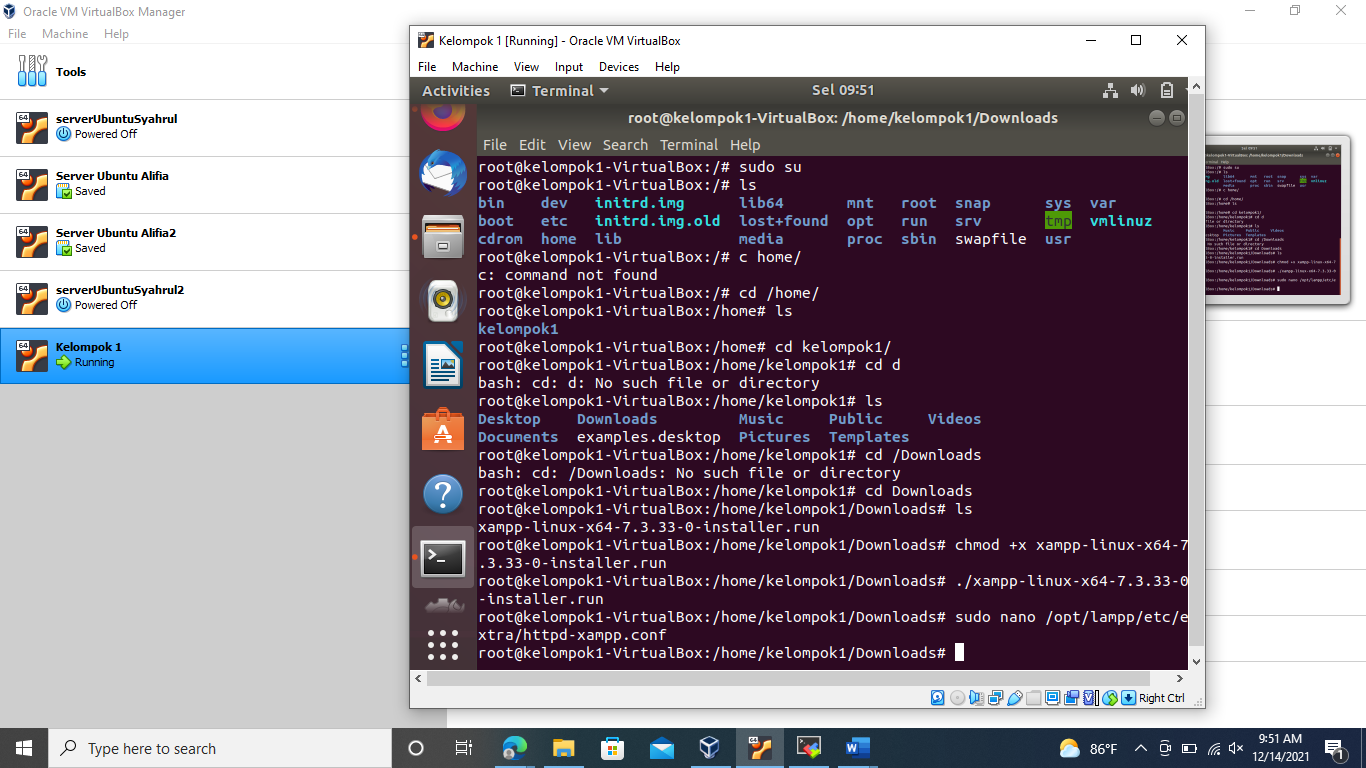 Oracle VM VirtualBox Manager
File Machine Help
Tools
64
serverUbuntuSyahrul
Powered Off
64
Server Ubuntu Alifia
Saved
64
Server Ubuntu Alifia2
Saved
64
serverUbuntuSyahrul2
Powered Off
64
Kelompok 1
Running
Kelompok 1 [Running] - Oracle VM VirtualBox
File Machine View Input Devices Help
Activities Terminal Sel 09:51
root@kelompok1-VirtualBox: /home/kelompok1/Downloads
File Edit View Search Terminal Help
root@kelompok1-VirtualBox:/# sudo su
root@kelompok1-VirtualBox:/# ls
bin dev initrd.img lib64 mnt root snap sys var
boot etc initrd.img.old lost+found opt run srv tmp vmlinuz
cdrom home lib media proc sbin swapfile usr
root@kelompok1-VirtualBox:/# c home/
c: command not found
root@kelompok1-VirtualBox:/# cd /home/
root@kelompok1-VirtualBox:/home# ls
kelompok1
root@kelompok1-VirtualBox:/home# cd kelompok1/
root@kelompok1-VirtualBox:/home/kelompok1# cd d
bash: cd: d: No such file or directory
root@kelompok1-VirtualBox:/home/kelompok1# ls
Desktop Downloads Music Public Videos
Documents examples.desktop Pictures Templates
root@kelompok1-VirtualBox:/home/kelompok1# cd /Downloads
bash: cd: /Downloads: No such file or directory
root@kelompok1-VirtualBox:/home/kelompok1# cd Downloads
root@kelompok1-VirtualBox:/home/kelompok1/Downloads# ls
xampp-linux-x64-7.3.33-0-installer.run
root@kelompok1-VirtualBox:/home/kelompok1/Downloads# chmod +x xampp-linux-x64-7
.3.33-0-installer.run
root@kelompok1-VirtualBox:/home/kelompok1/Downloads# ./xampp-linux-x64-7.3.33-0
-installer.run
root@kelompok1-VirtualBox:/home/kelompok1/Downloads# sudo nano /opt/lampp/etc/e
xtra/httpd-xampp.conf
root@kelompok1-VirtualBox:/home/kelompok1/Downloads#
Right Ctrl
Type here to search
86°F
9:51 AM
12/14/2021
1